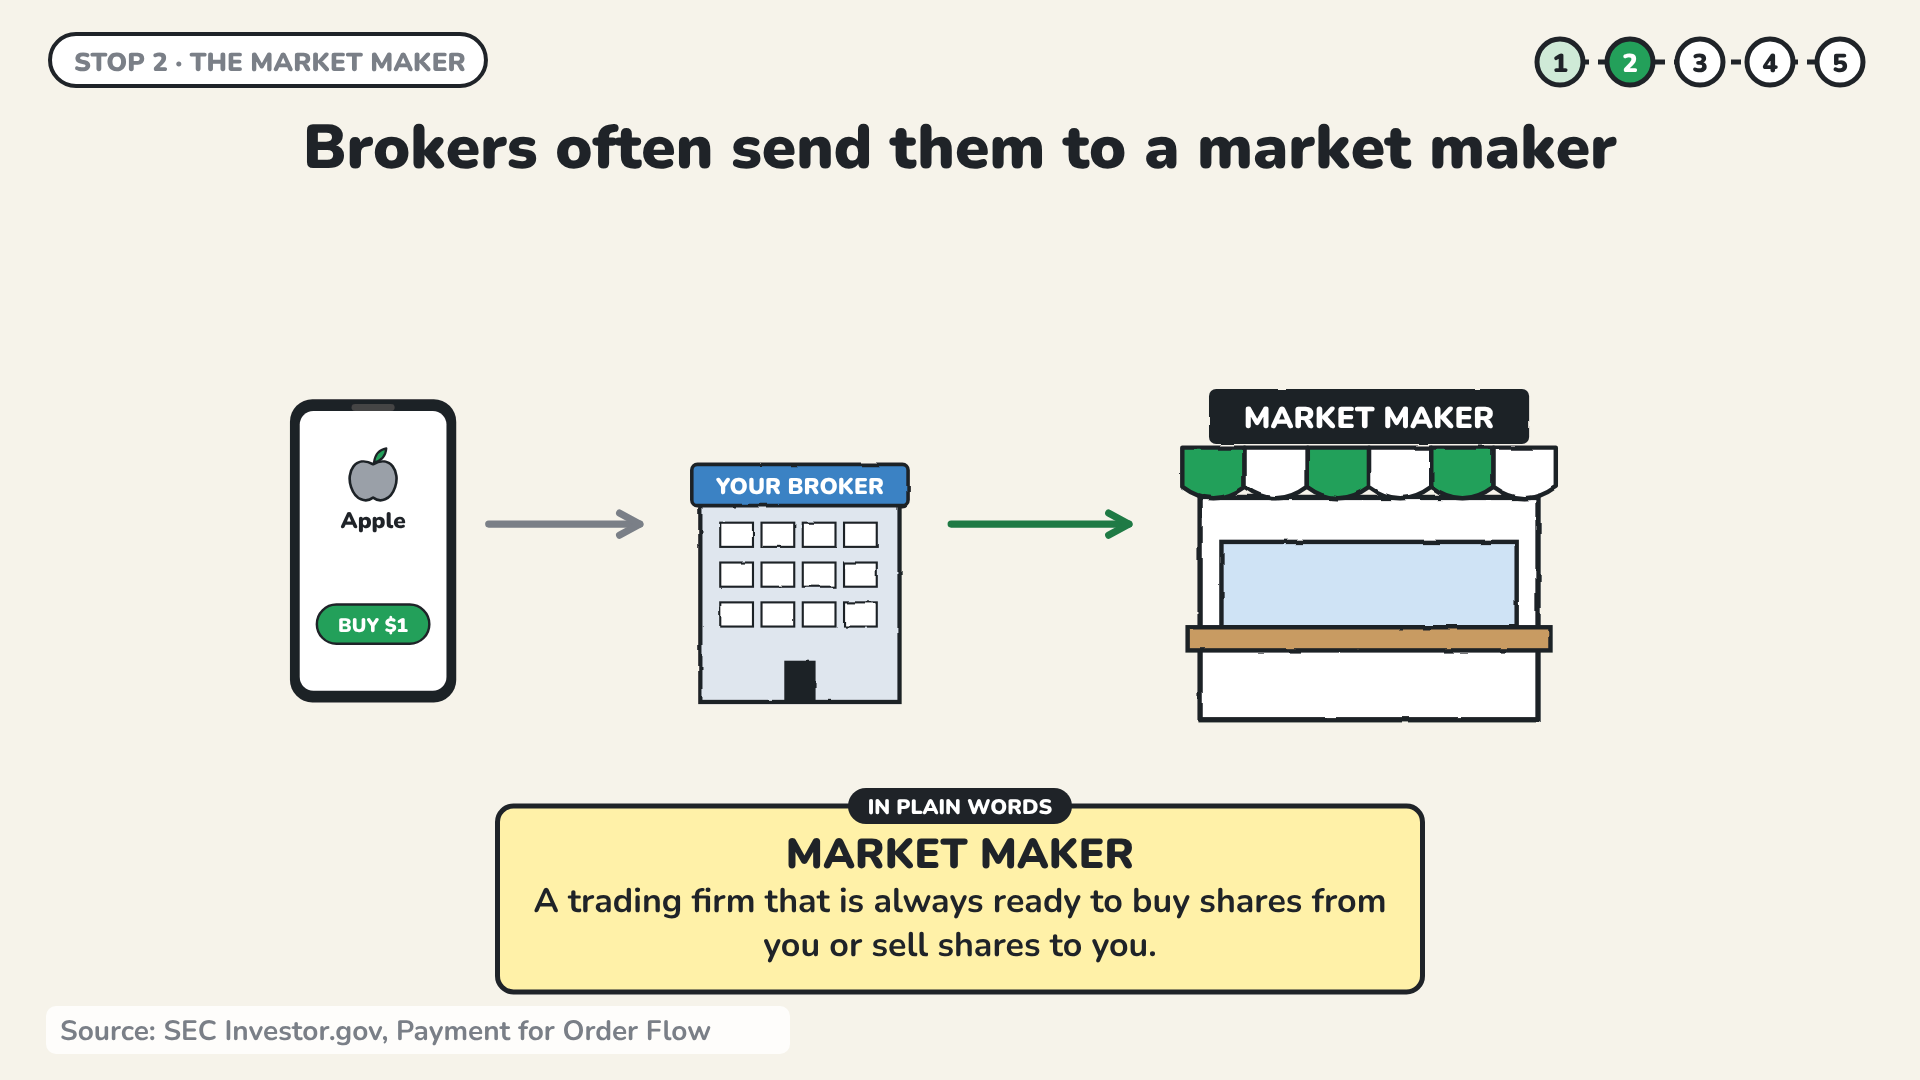 STOP 2 · THE MARKET MAKER
1 2 3 4 5
Brokers often send them to a market maker
MARKET MAKER
YOUR BROKER
Apple
BUY $1
IN PLAIN WORDS
MARKET MAKER
A trading firm that is always ready to buy shares from
you or sell shares to you.
Source: SEC Investor.gov, Payment for Order Flow